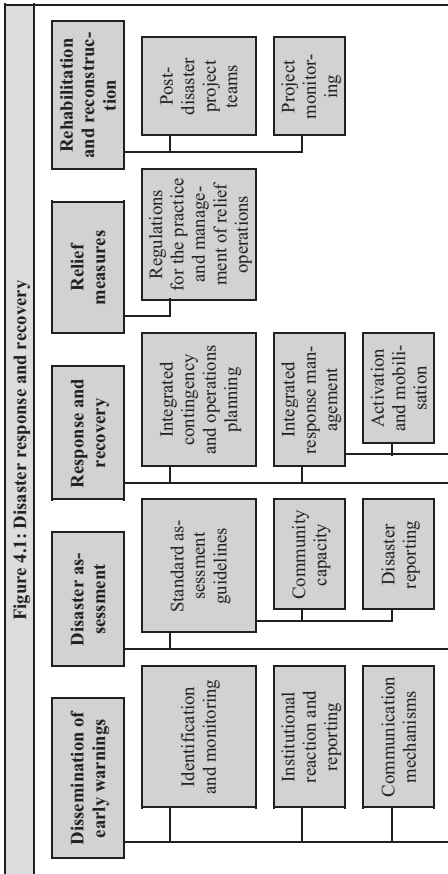 Figure 4.1: Disaster response and recovery
Dissemination of
early warnings
Identification
and monitoring
Institutional
reaction and
reporting
Communication
mechanisms
Disaster as-
sessment
Standard as-
sessment
guidelines
Community
capacity
Disaster
reporting
Response and
recovery
Integrated
contingency
and operations
planning
Integrated
response man-
agement
Activation
and mobili-
sation
Relief
measures
Regulations
for the practice
and manage-
ment of relief
operations
Rehabilitation
and reconstruc-
tion
Post-
disaster
project
teams
Project
monitor-
ing